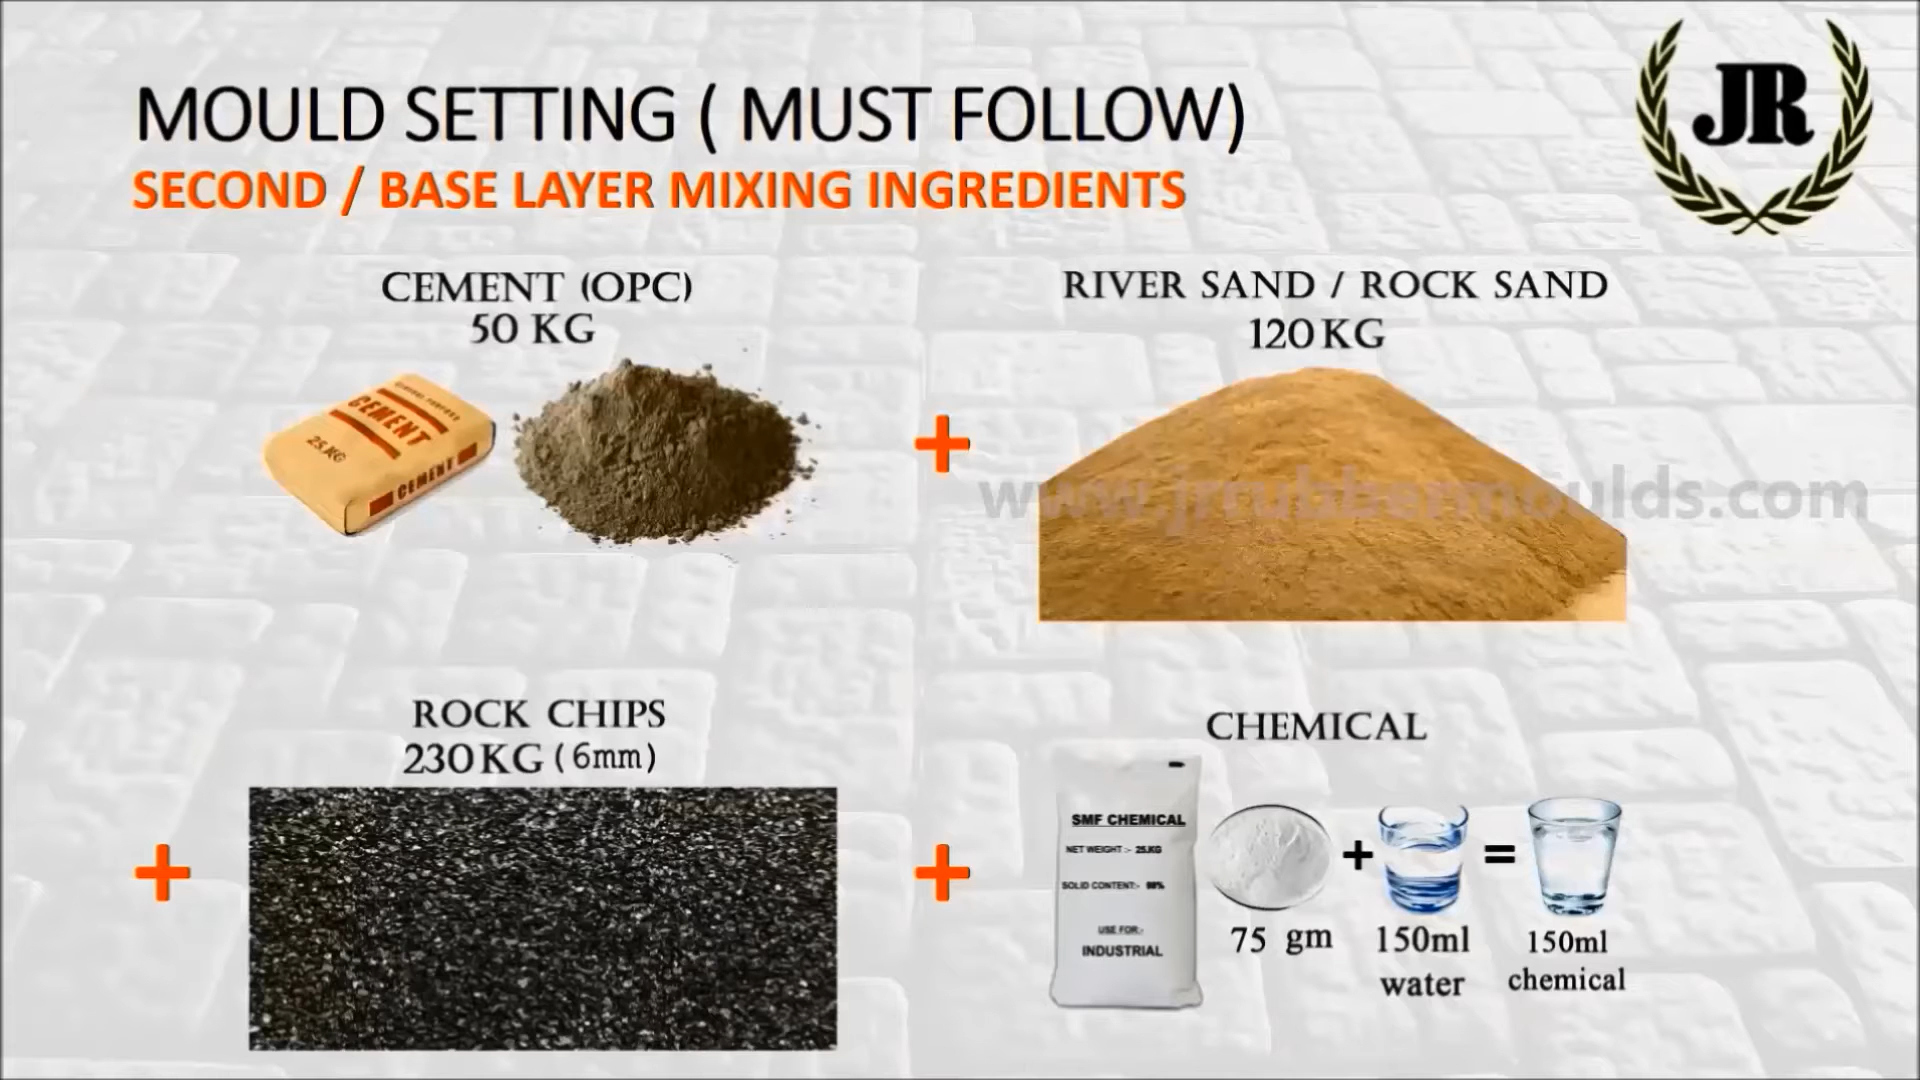 MOULD SETTING ( MUST FOLLOW)
SECOND / BASE LAYER MIXING INGREDIENTS
JR
CEMENT (OPC)
50 KG
RIVER SAND / ROCK SAND
120 KG
CEMENT
25 KG
CEMENT
www.jrrubbermoulds.com
ROCK CHIPS
230 KG (6mm)
CHEMICAL
SMF CHEMICAL
NET WEIGHT :- 25.KG
SOLID CONTENT:- 98%
USE FOR:-
INDUSTRIAL
75 gm
+
150ml
water
=
150ml
chemical
+
+
+